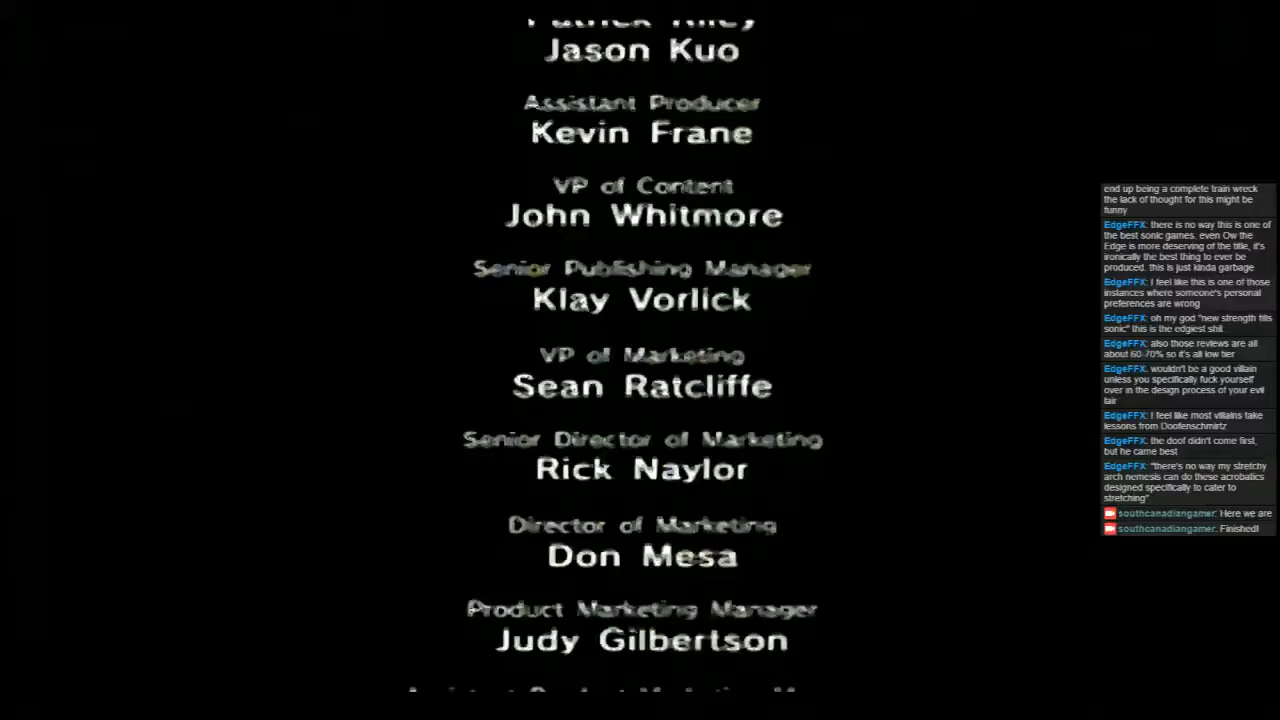 Patrick Riley
Jason Kuo
Assistant Producer
Kevin Frane
VP of Content
John Whitmore
Senior Publishing Manager
Klay Vorlick
VP of Marketing
Sean Ratcliffe
Senior Director of Marketing
Rick Naylor
Director of Marketing
Don Mesa
Product Marketing Manager
Judy Gilbertson
end up being a complete train wreck
the lack of thought for this might be
funny
EdgeFFX: there is no way this is one of
the best sonic games. even Ow the
Edge is more deserving of the title, it's
ironically the best thing to ever be
produced. this is just kinda garbage
EdgeFFX: I feel like this is one of those
instances where someone's personal
preferences are wrong
EdgeFFX: oh my god "new strength fills
sonic" this is the edgiest shit
EdgeFFX: also those reviews are all
about 60-70% so it's all low tier
EdgeFFX: wouldn't be a good villain
unless you specifically fuck yourself
over in the design process of your evil
lair
EdgeFFX: I feel like most villains take
lessons from Doofenschmirtz
EdgeFFX: the doof didn't come first,
but he came best
EdgeFFX: "there's no way my stretchy
arch nemesis can do these acrobatics
designed specifically to cater to
stretching"
southcanadiangamer: Here we are
southcanadiangamer: Finished!